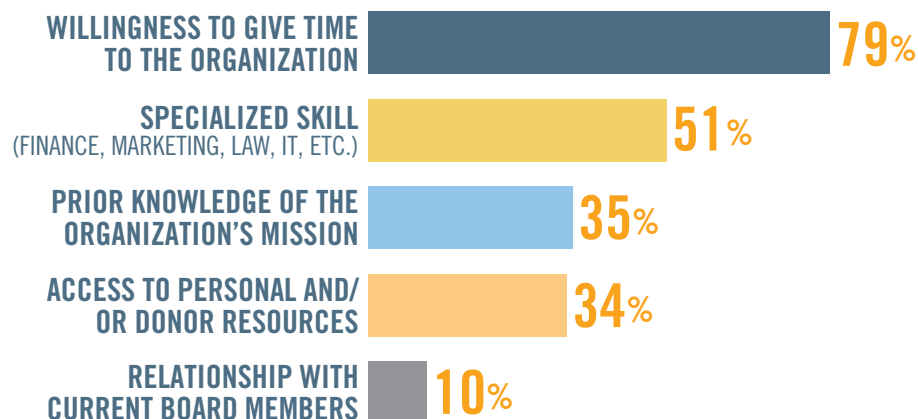 WILLINGNESS TO GIVE TIME
TO THE ORGANIZATION
79%
SPECIALIZED SKILL
(FINANCE, MARKETING, LAW, IT, ETC.)
51%
PRIOR KNOWLEDGE OF THE
ORGANIZATION'S MISSION
35%
ACCESS TO PERSONAL AND/
OR DONOR RESOURCES
34%
RELATIONSHIP WITH
CURRENT BOARD MEMBERS
10%